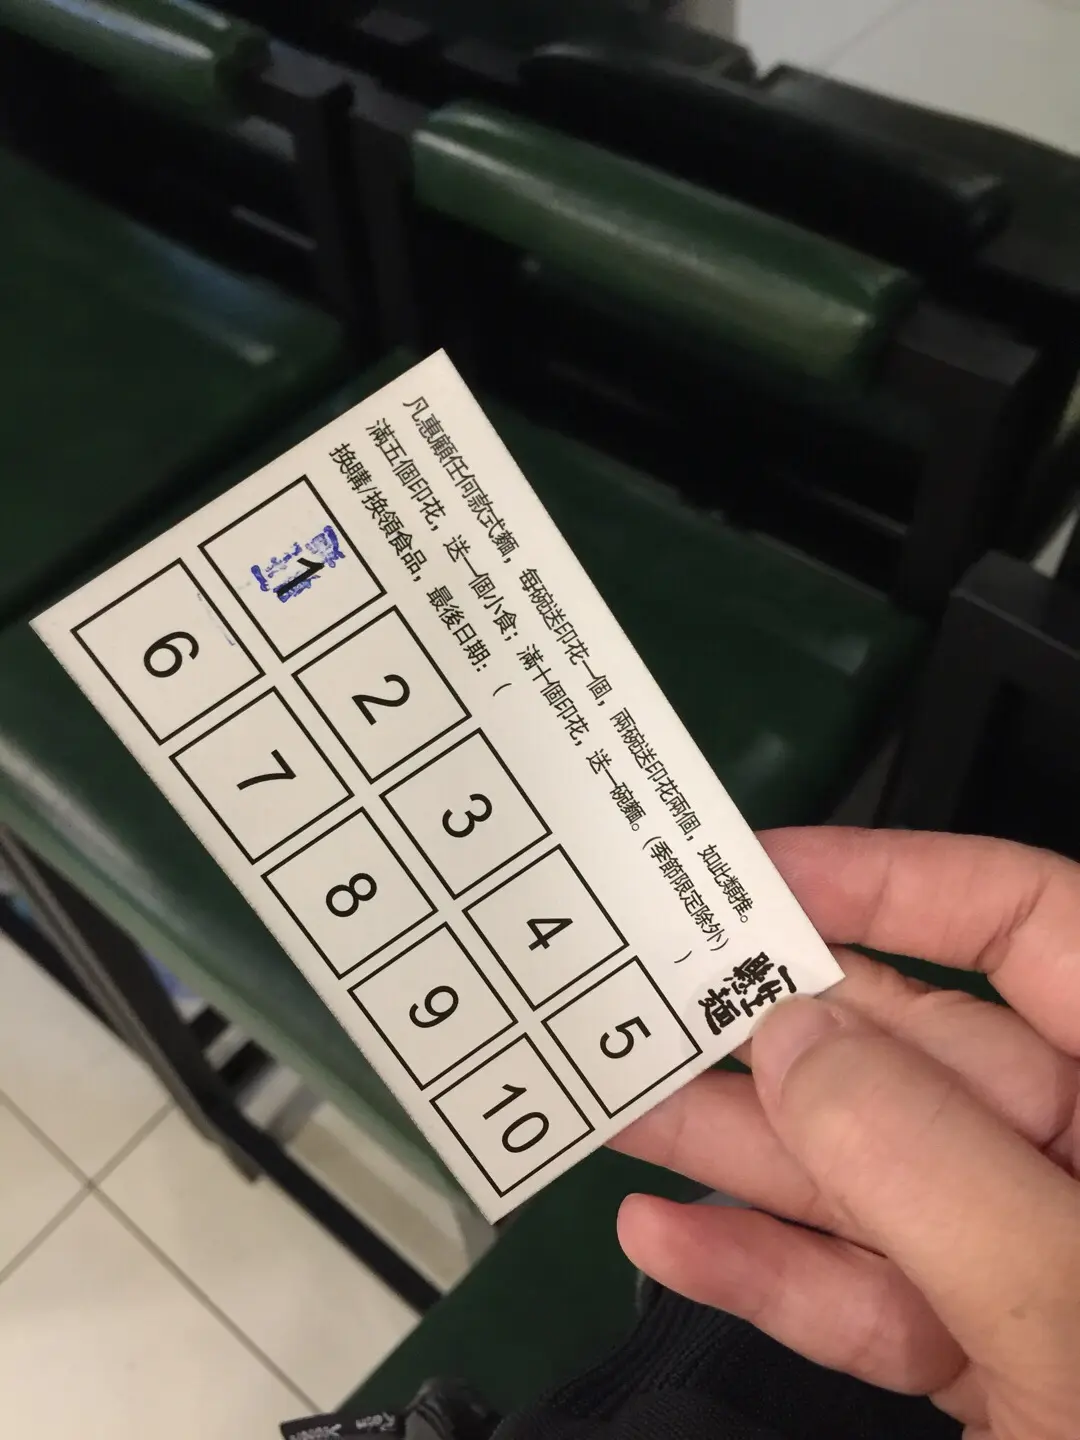 凡惠顧任何款式麵，每碗送印花一個，兩碗送印花兩個，如此類推。
滿五個印花，送一個小食；滿十個印花，送一碗麵。（季節限定除外）
換購/換領食品，最後日期：（ ）
1 2 3 4 5
6 7 8 9 10